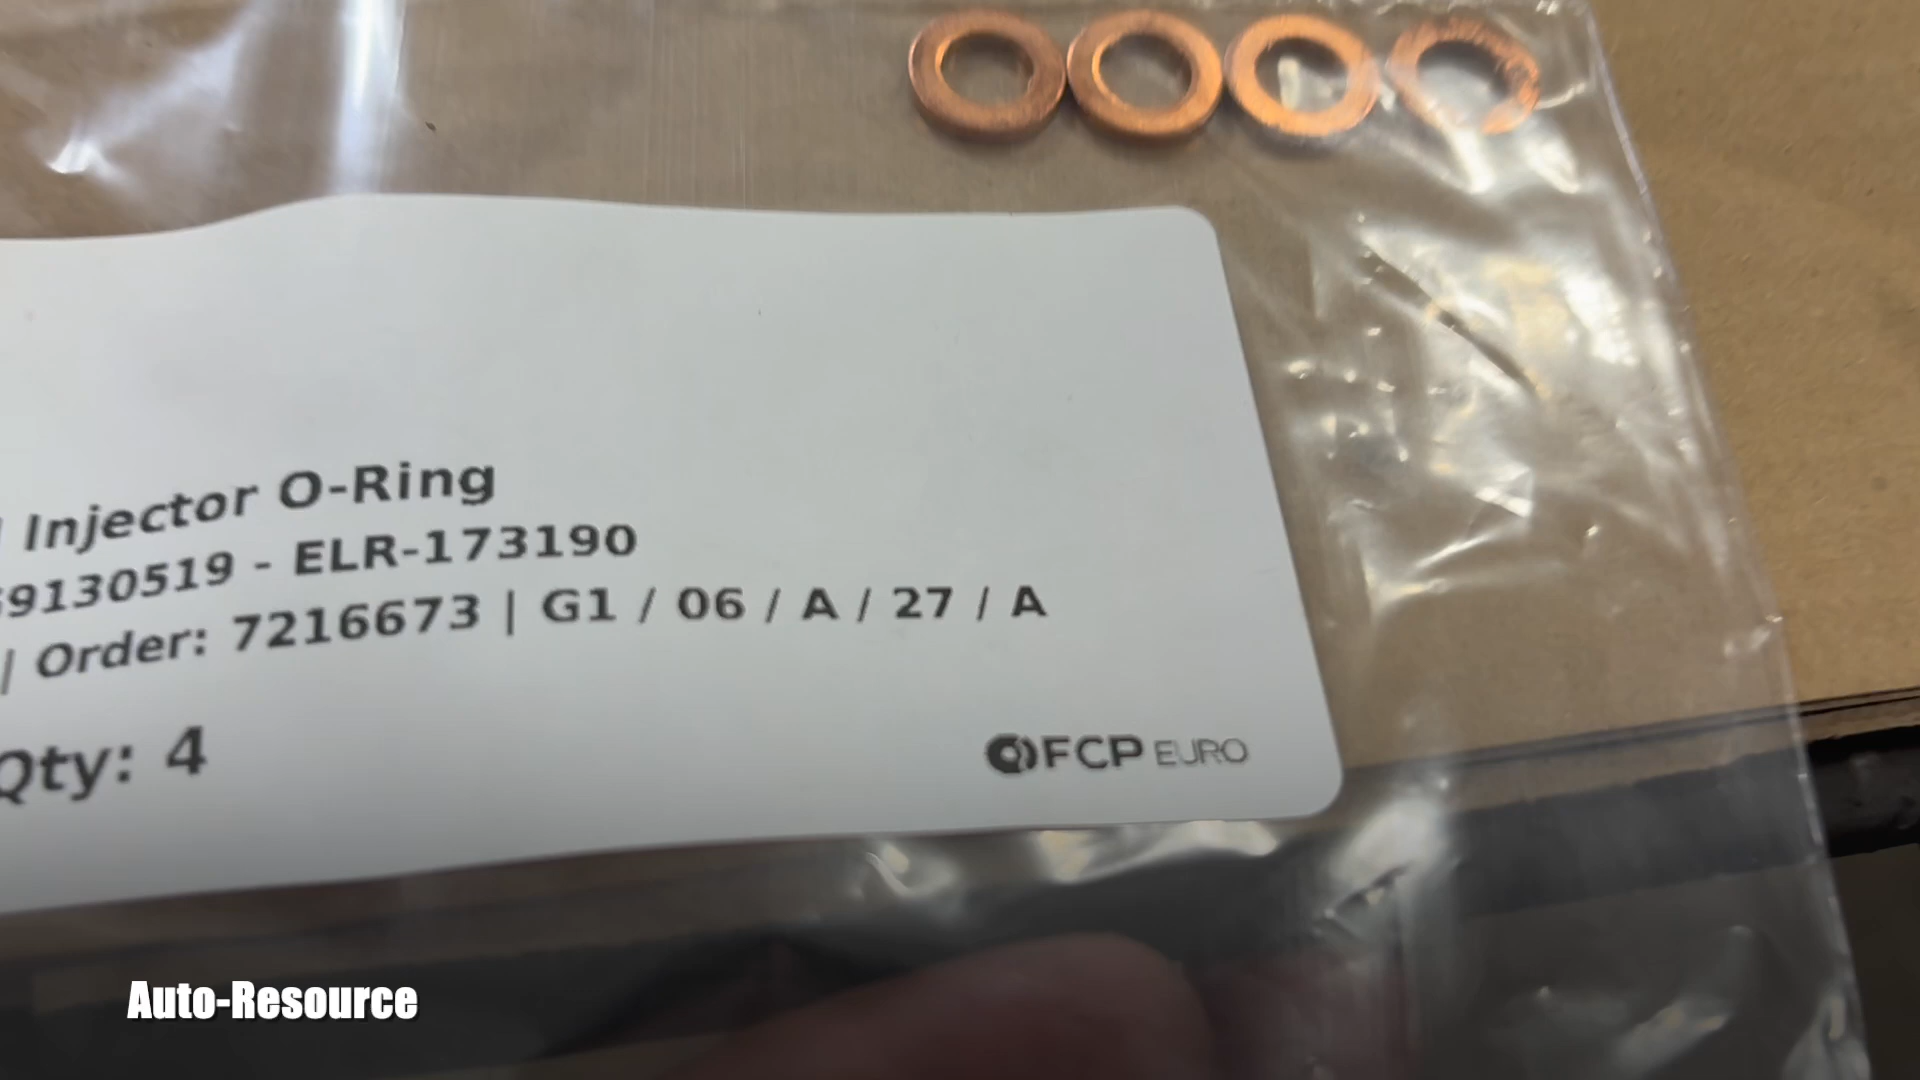 Injector O-Ring
9130519 - ELR-173190
| Order: 7216673 | G1 / 06 / A / 27 / A
Qty: 4
FCP EURO
Auto-Resource